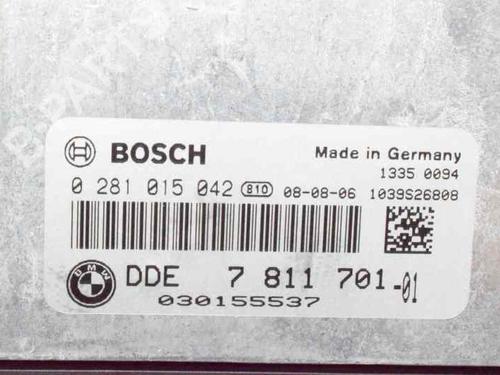 BOSCH
Made in Germany
1335 0094
0 281 015 042 810 08-08-06 1039S26808
BMW DDE 7 811 701-01
030155537